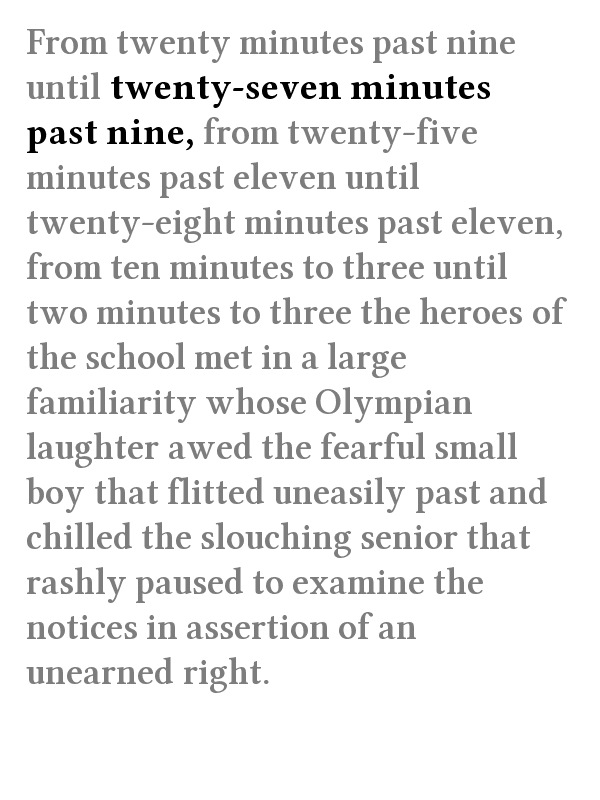 From twenty minutes past nine
until twenty-seven minutes
past nine, from twenty-five
minutes past eleven until
twenty-eight minutes past eleven,
from ten minutes to three until
two minutes to three the heroes of
the school met in a large
familiarity whose Olympian
laughter awed the fearful small
boy that flitted uneasily past and
chilled the slouching senior that
rashly paused to examine the
notices in assertion of an
unearned right.